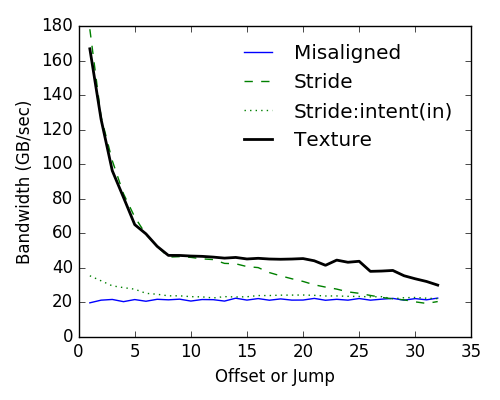 180
160
140
120
100
80
60
40
20
0
Bandwidth (GB/sec)
Misaligned
Stride
Stride:intent(in)
Texture
0 5 10 15 20 25 30 35
Offset or Jump